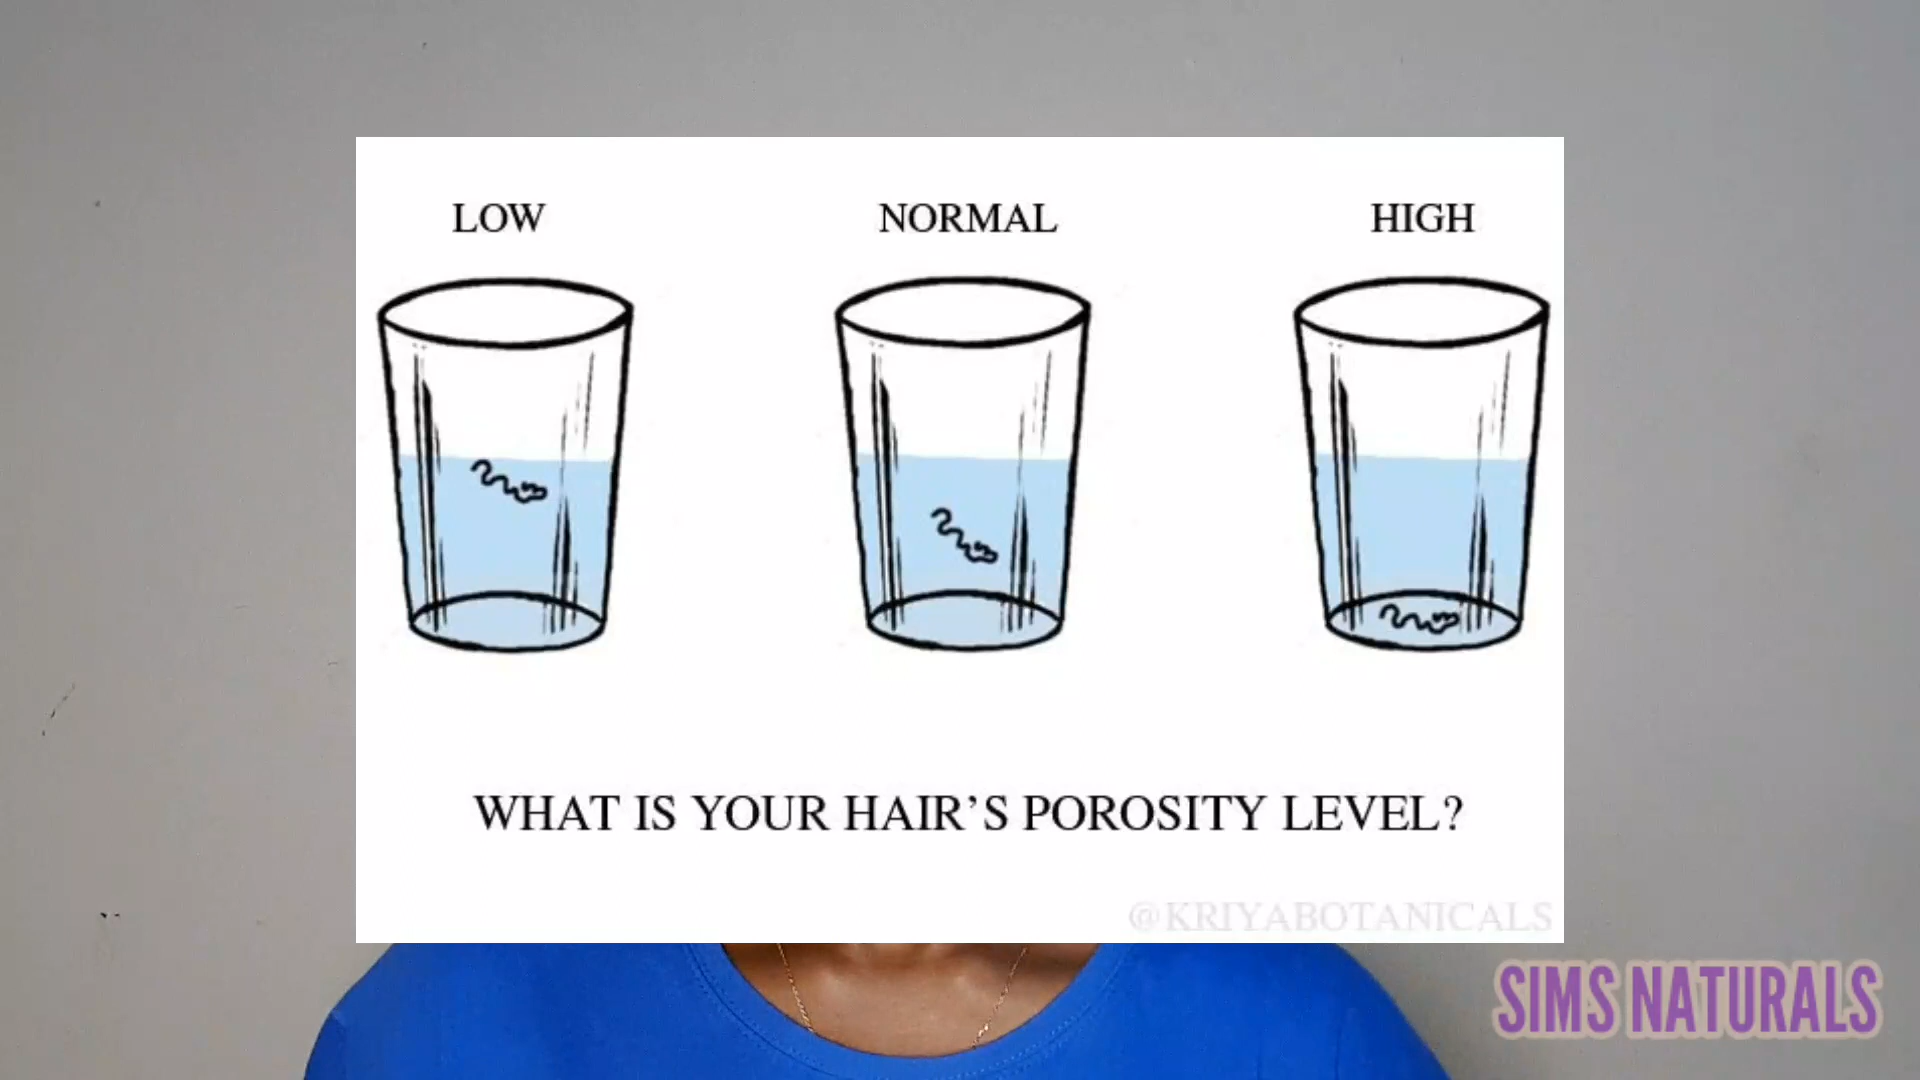 LOW NORMAL HIGH
WHAT IS YOUR HAIR'S POROSITY LEVEL?
@KRIYABOTANICALS
SIMS NATURALS